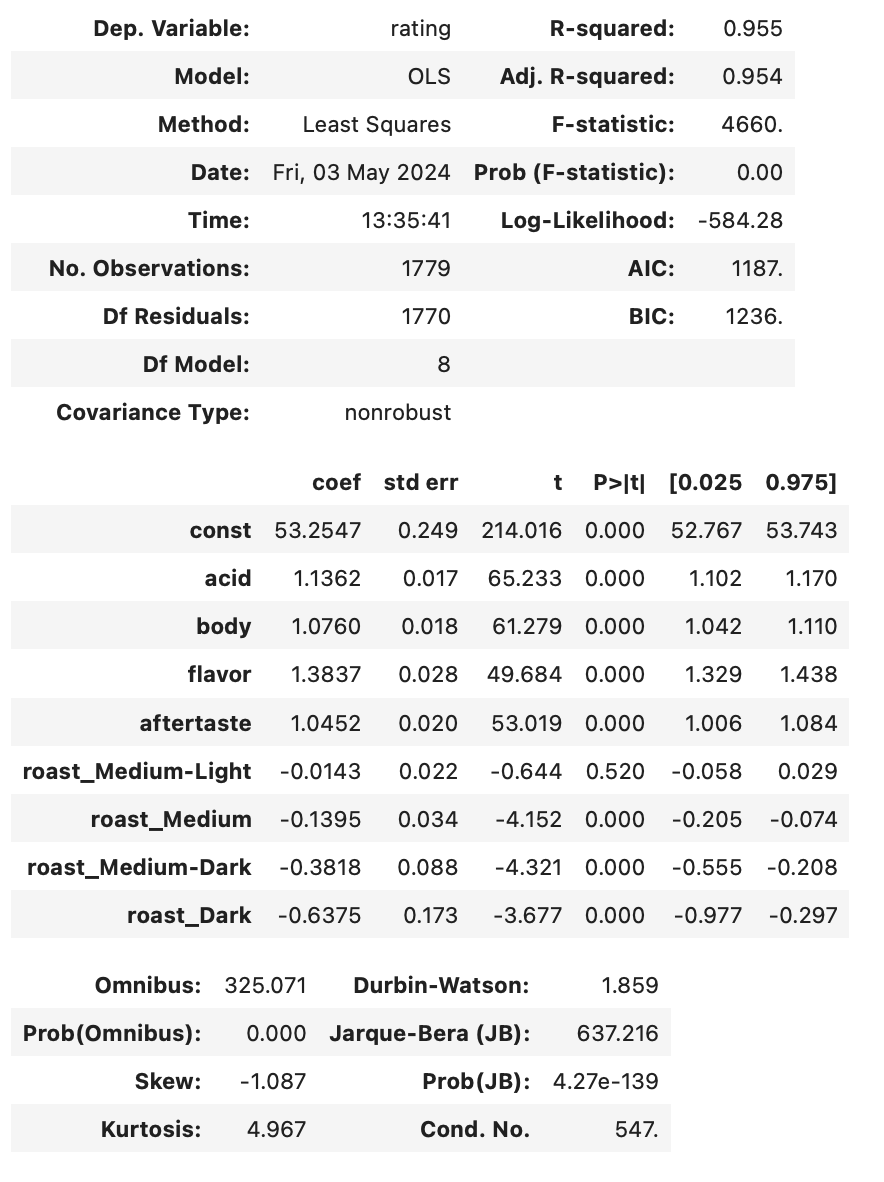 Dep. Variable: rating R-squared: 0.955
Model: OLS Adj. R-squared: 0.954
Method: Least Squares F-statistic: 4660.
Date: Fri, 03 May 2024 Prob (F-statistic): 0.00
Time: 13:35:41 Log-Likelihood: -584.28
No. Observations: 1779 AIC: 1187.
Df Residuals: 1770 BIC: 1236.
Df Model: 8
Covariance Type: nonrobust
coef std err t P>|t| [0.025 0.975]
const 53.2547 0.249 214.016 0.000 52.767 53.743
acid 1.1362 0.017 65.233 0.000 1.102 1.170
body 1.0760 0.018 61.279 0.000 1.042 1.110
flavor 1.3837 0.028 49.684 0.000 1.329 1.438
aftertaste 1.0452 0.020 53.019 0.000 1.006 1.084
roast_Medium-Light -0.0143 0.022 -0.644 0.520 -0.058 0.029
roast_Medium -0.1395 0.034 -4.152 0.000 -0.205 -0.074
roast_Medium-Dark -0.3818 0.088 -4.321 0.000 -0.555 -0.208
roast_Dark -0.6375 0.173 -3.677 0.000 -0.977 -0.297
Omnibus: 325.071 Durbin-Watson: 1.859
Prob(Omnibus): 0.000 Jarque-Bera (JB): 637.216
Skew: -1.087 Prob(JB): 4.27e-139
Kurtosis: 4.967 Cond. No. 547.